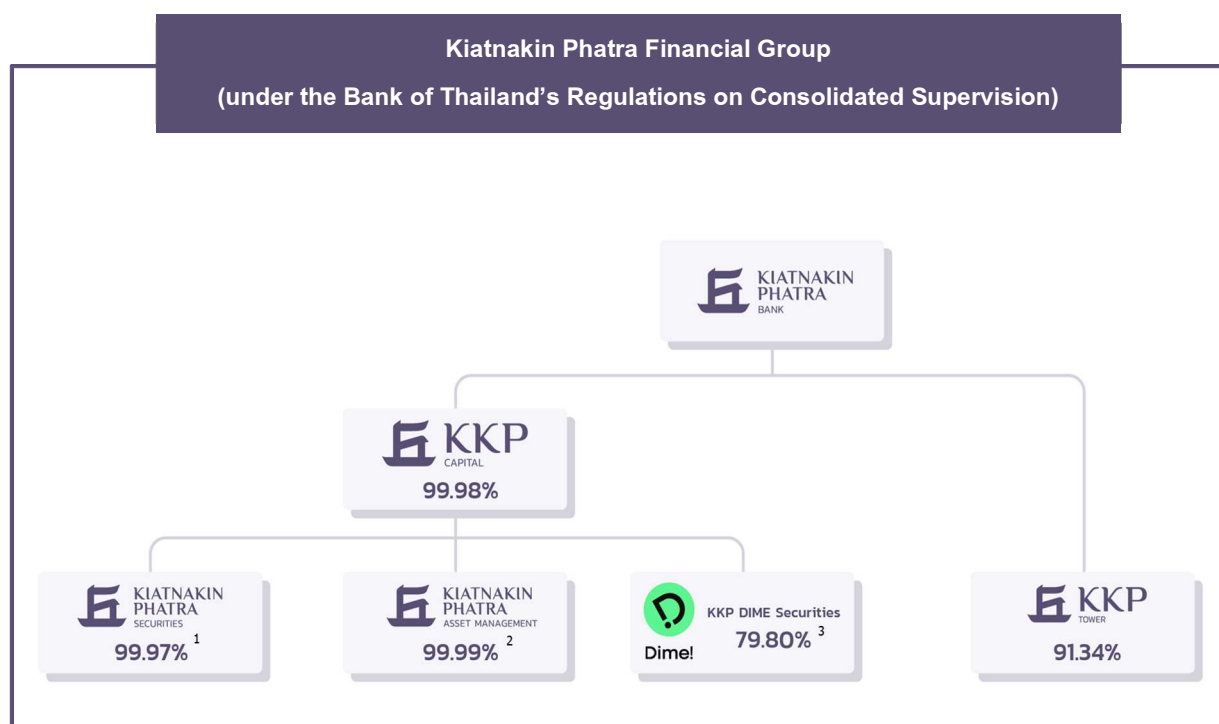 Kiatnakin Phatra Financial Group
(under the Bank of Thailand’s Regulations on Consolidated Supervision)
KIATNAKIN
PHATRA
BANK
KKP
CAPITAL
99.98%
KIATNAKIN
PHATRA
SECURITIES
99.97% 1
KIATNAKIN
PHATRA
ASSET MANAGEMENT
99.99% 2
Dime!
KKP DIME Securities
79.80% 3
KKP
TOWER
91.34%